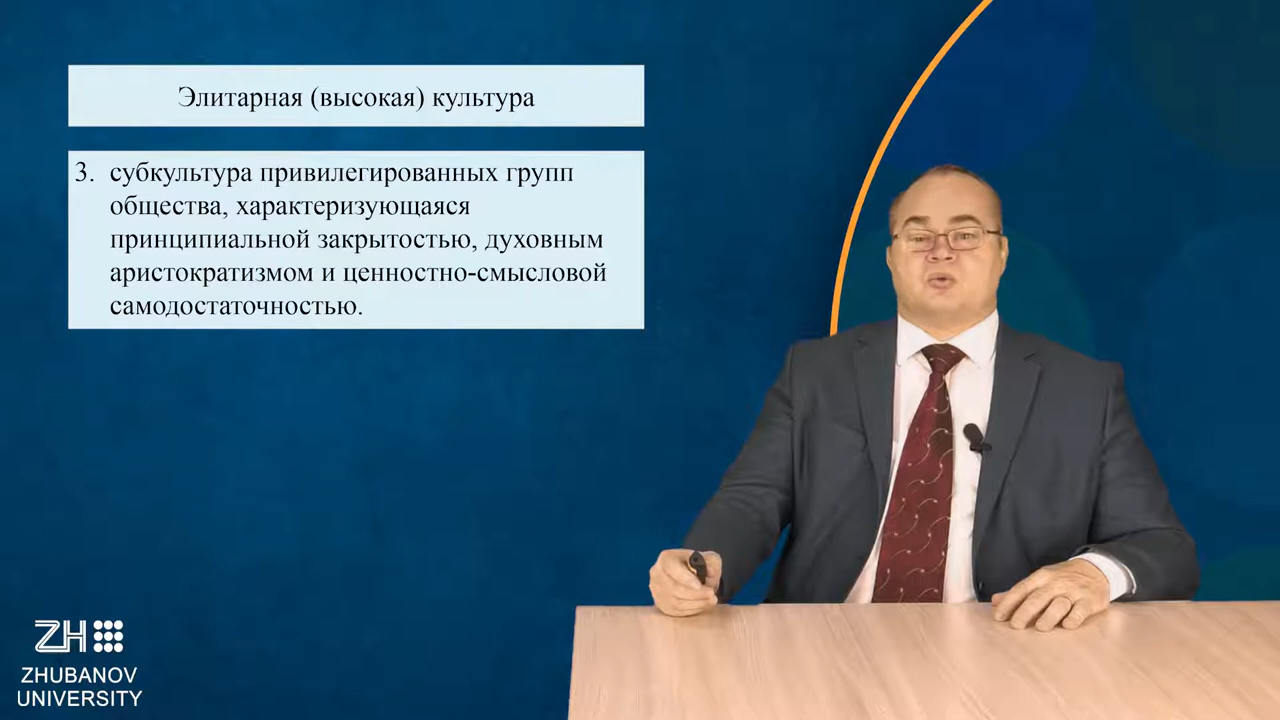 Элитарная (высокая) культура
3. субкультура привилегированных групп
общества, характеризующаяся
принципиальной закрытостью, духовным
аристократизмом и ценностно-смысловой
самодостаточностью.
ZH
ZHUBANOV
UNIVERSITY